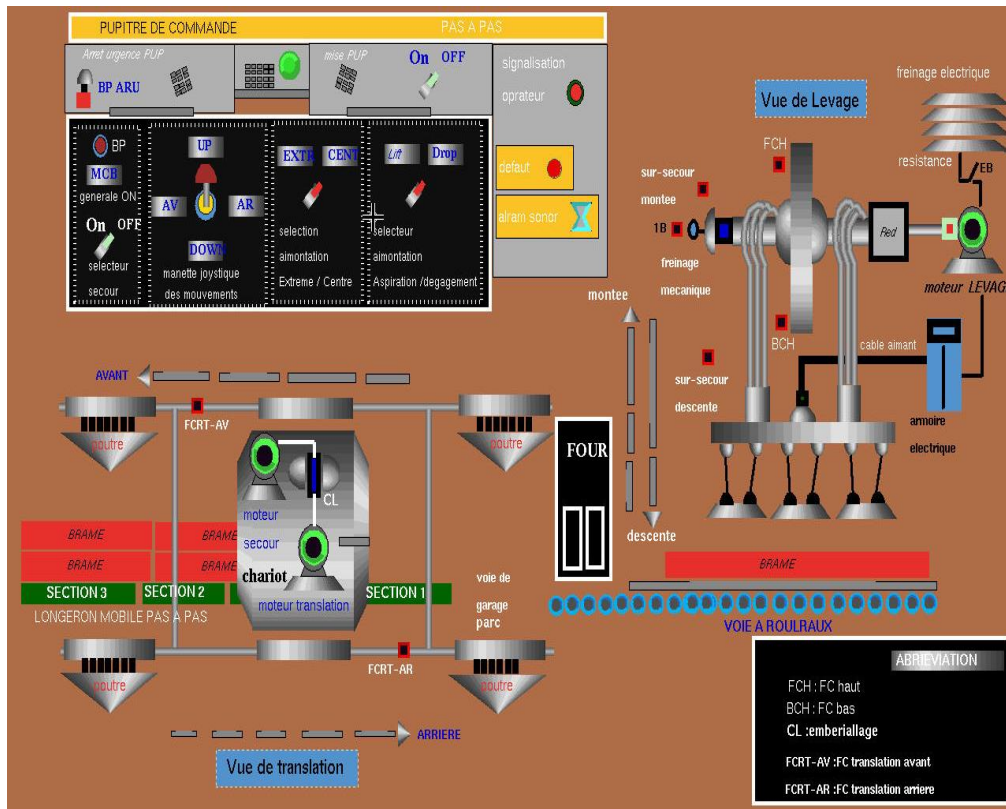 PUPITRE DE COMMANDE
PAS A PAS
Arret urgence PUP
BP ARU
mise PUP
On OFF
signalisation
oprateur
BP
MCB
generale ON
On OFF
selecteur
secour
UP
AV
AR
DOWN
manette joystique
des mouvements
EXTR
CENT
selection
aimontation
Extreme / Centre
Lift
Drop
selecteur
aimontation
Aspiration /degagement
defaut
alram sonor
Vue de Levage
freinage electrique
resistance
EB
FCH
sur-secour
montee
1B
freinage
mecanique
Red
moteur LEVAG
montee
BCH
cable aimant
sur-secour
descente
armoire
electrique
descente
AVANT
FCRT-AV
poutre
poutre
CL
moteur
secour
chariot
moteur translation
BRAME
BRAME
BRAME
BRAME
SECTION 3
SECTION 2
SECTION 1
LONGERON MOBILE PAS A PAS
voie de
garage
parc
FOUR
BRAME
VOIE A ROULRAUX
FCRT-AR
poutre
poutre
ARRIERE
Vue de translation
ABRIEVIATION
FCH : FC haut
BCH : FC bas
CL :emberiallage
FCRT-AV :FC translation avant
FCRT-AR :FC translation arriere